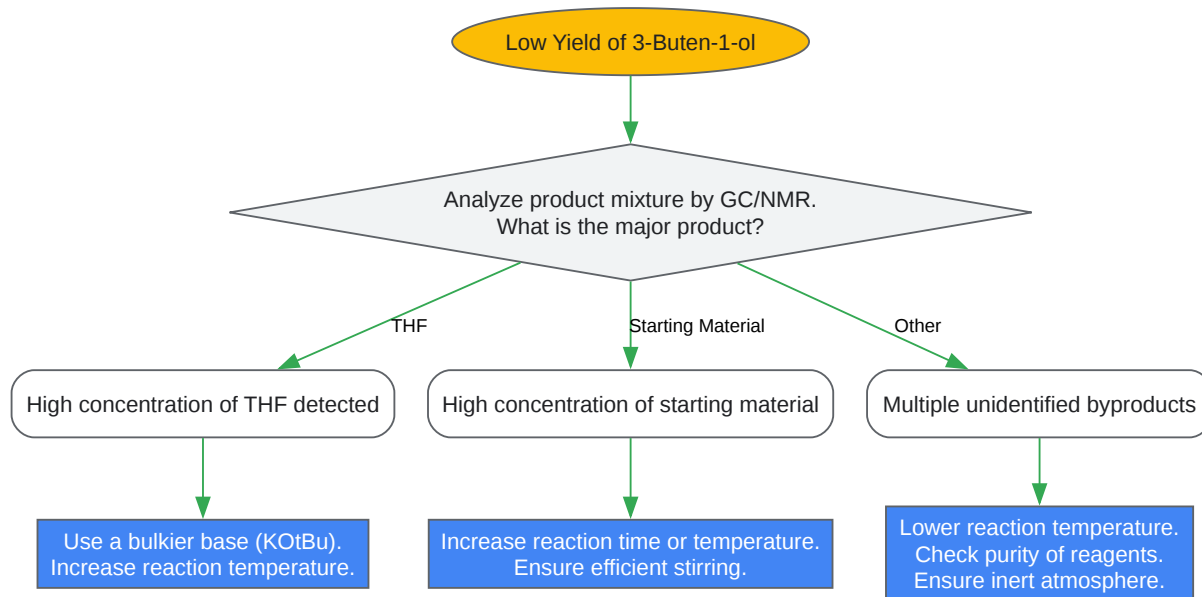 Low Yield of 3-Buten-1-ol
Analyze product mixture by GC/NMR.
What is the major product?
THF
Starting Material
Other
High concentration of THF detected
High concentration of starting material
Multiple unidentified byproducts
Use a bulkier base (KOtBu).
Increase reaction temperature.
Increase reaction time or temperature.
Ensure efficient stirring.
Lower reaction temperature.
Check purity of reagents.
Ensure inert atmosphere.